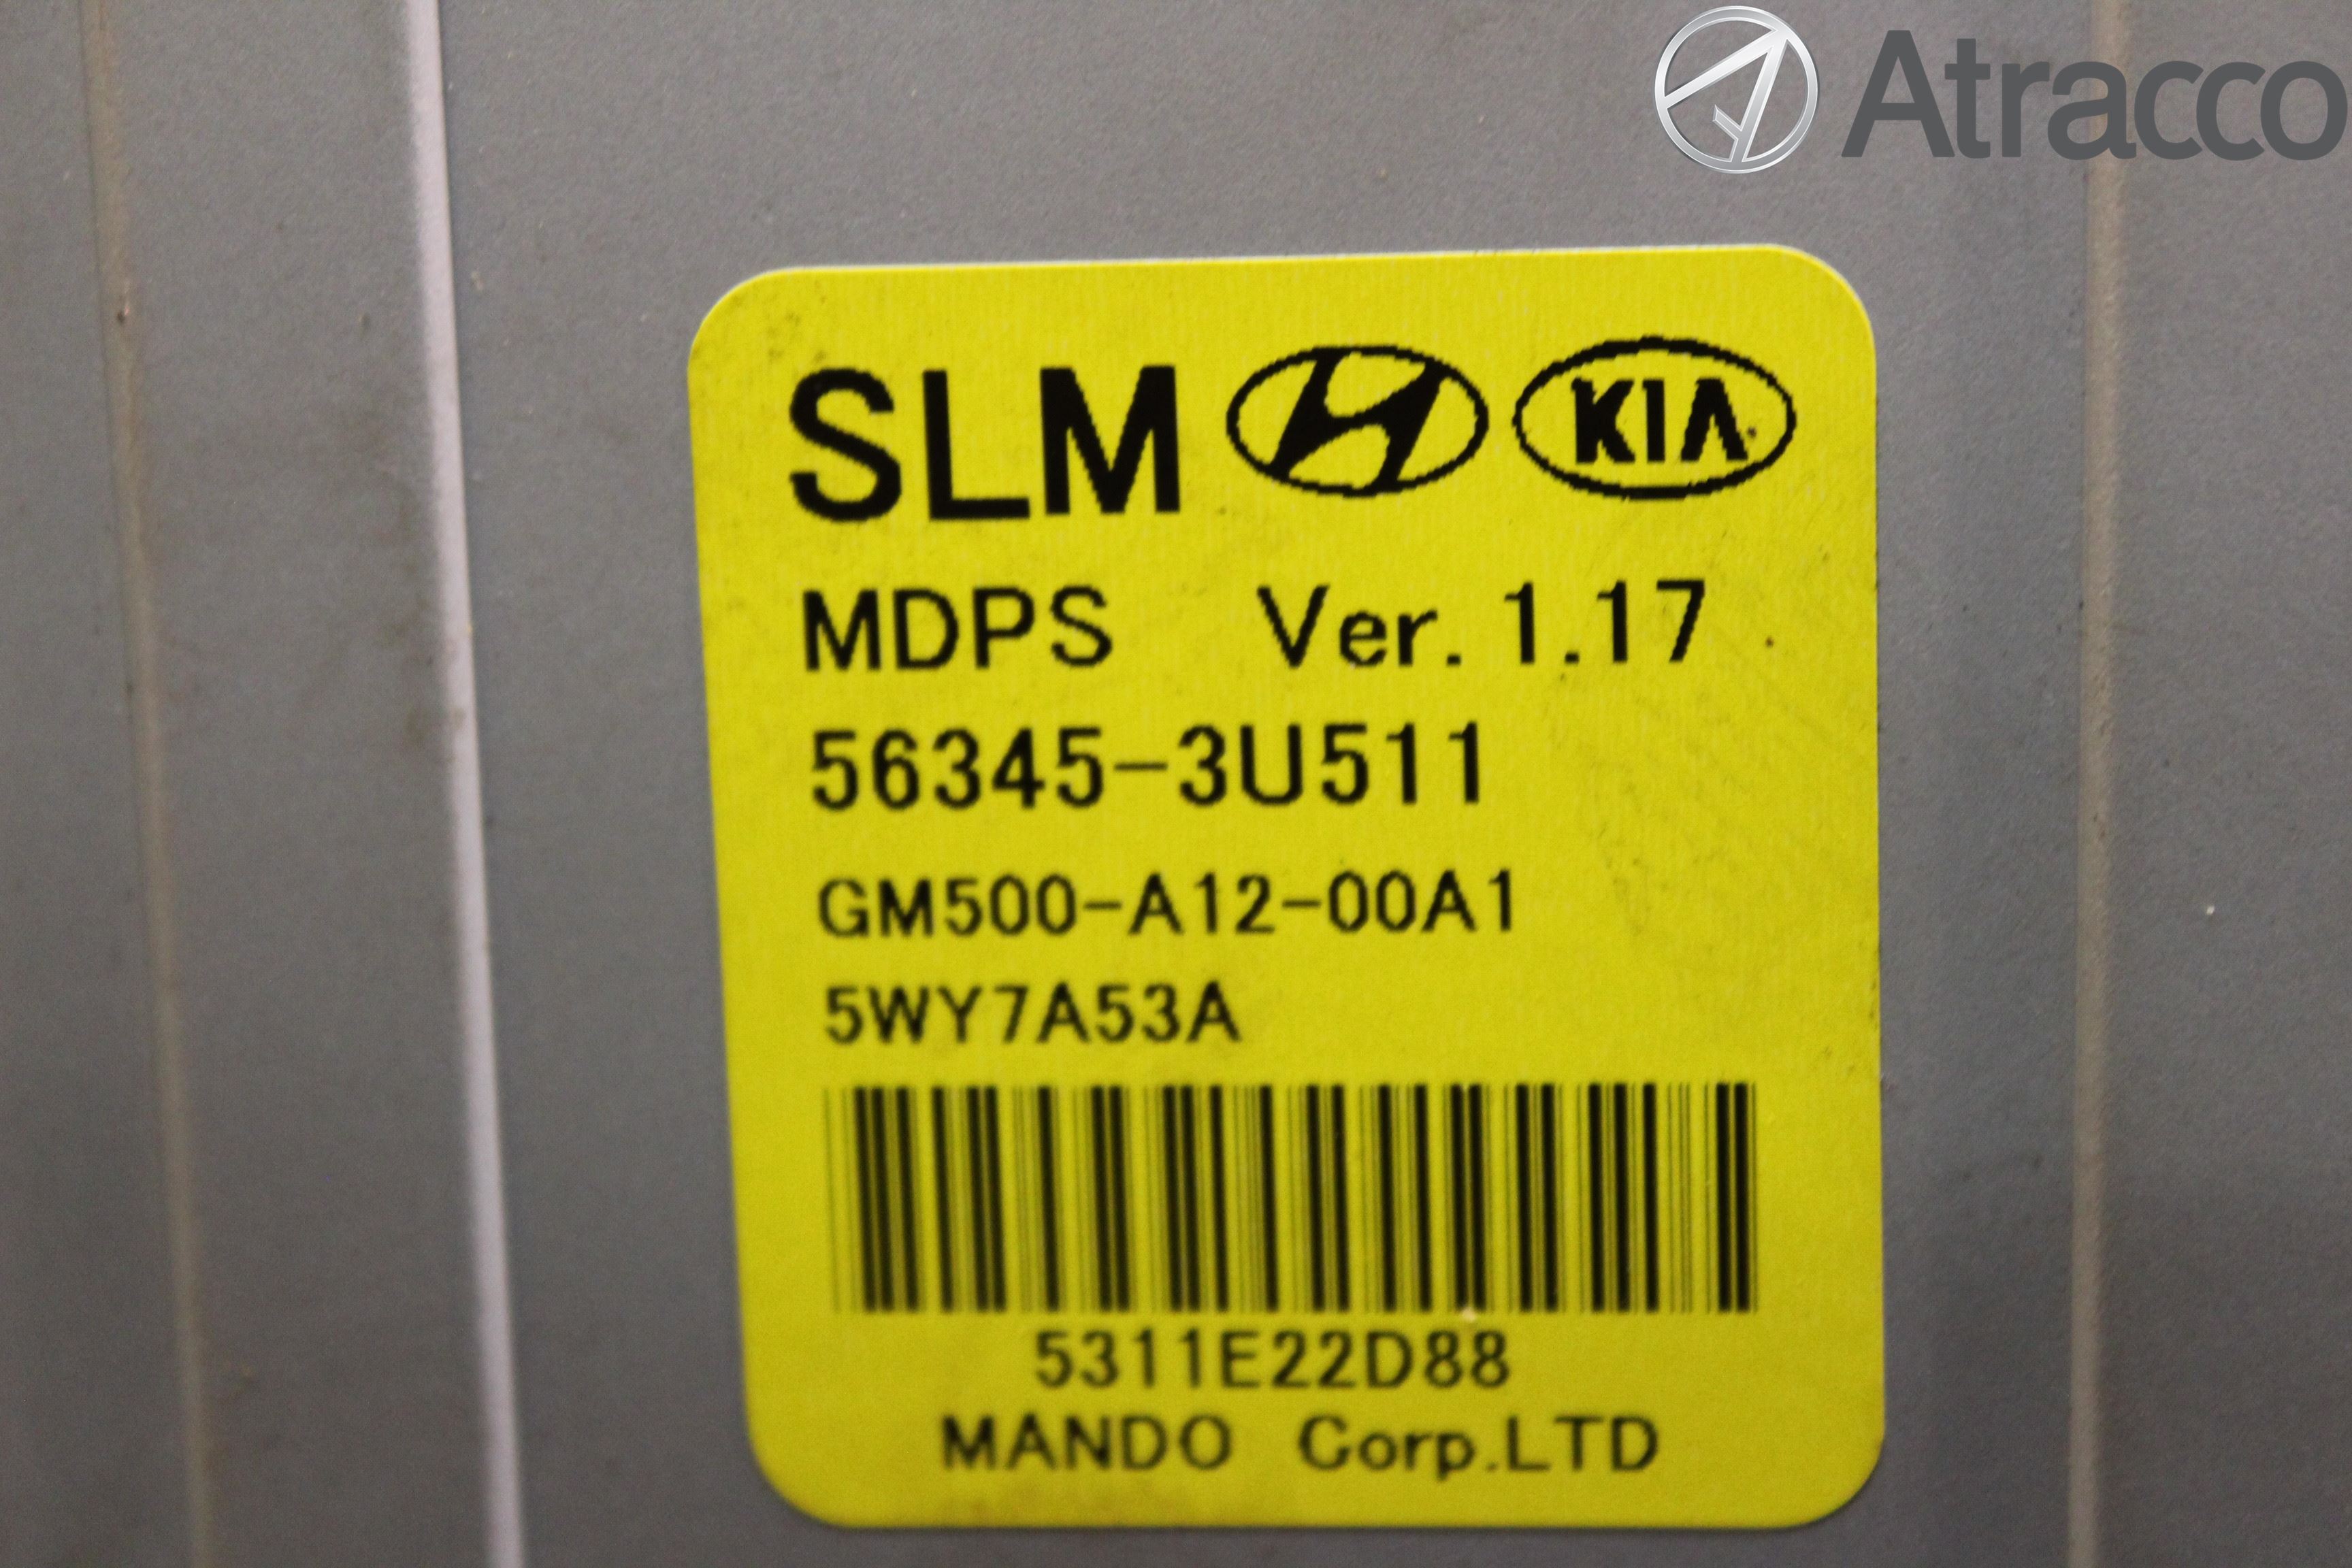 Atracco
SLM KIA
MDPS Ver. 1.17
56345-3U511
GM500-A12-00A1
5WY7A53A
5311E22D88
MANDO Corp.LTD